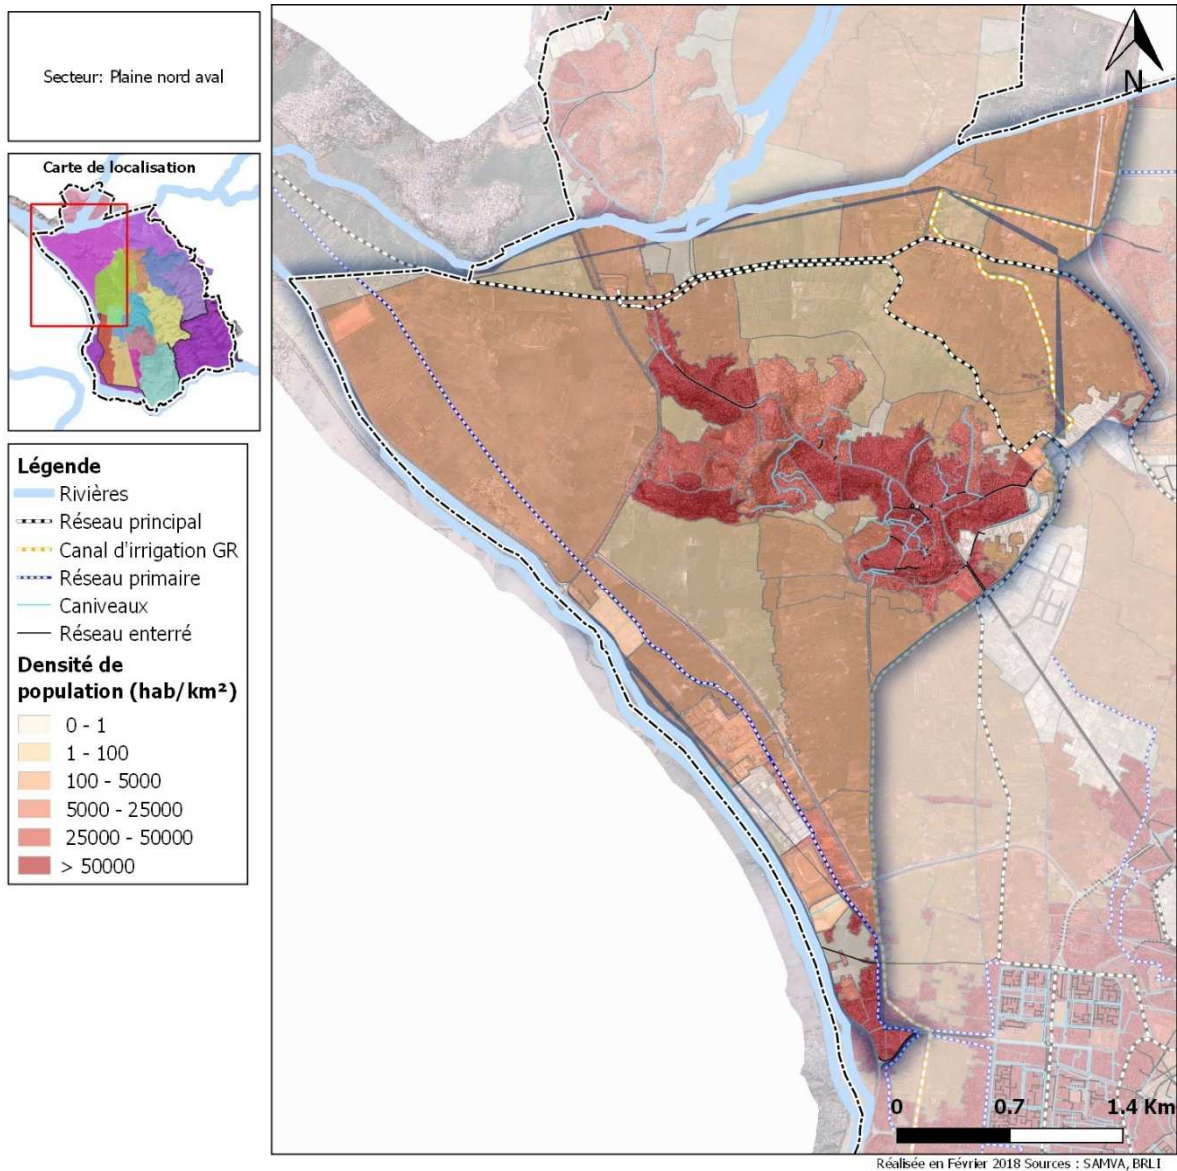 Secteur: Plaine nord aval
Carte de localisation
Légende
Rivières
Réseau principal
Canal d'irrigation GR
Réseau primaire
Caniveaux
Réseau enterré
Densité de
population (hab/km²)
0 - 1
1 - 100
100 - 5000
5000 - 25000
25000 - 50000
> 50000
N
0 0.7 1.4 Km
Réalisée en Février 2018 Sources : SAMVA, BRLI